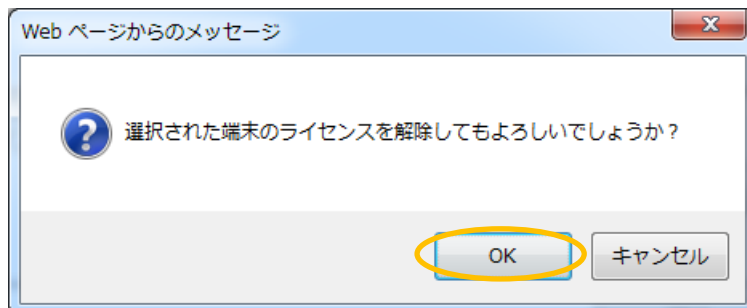 Web ページからのメッセージ
選択された端末のライセンスを解除してもよろしいでしょうか？
OK
キャンセル